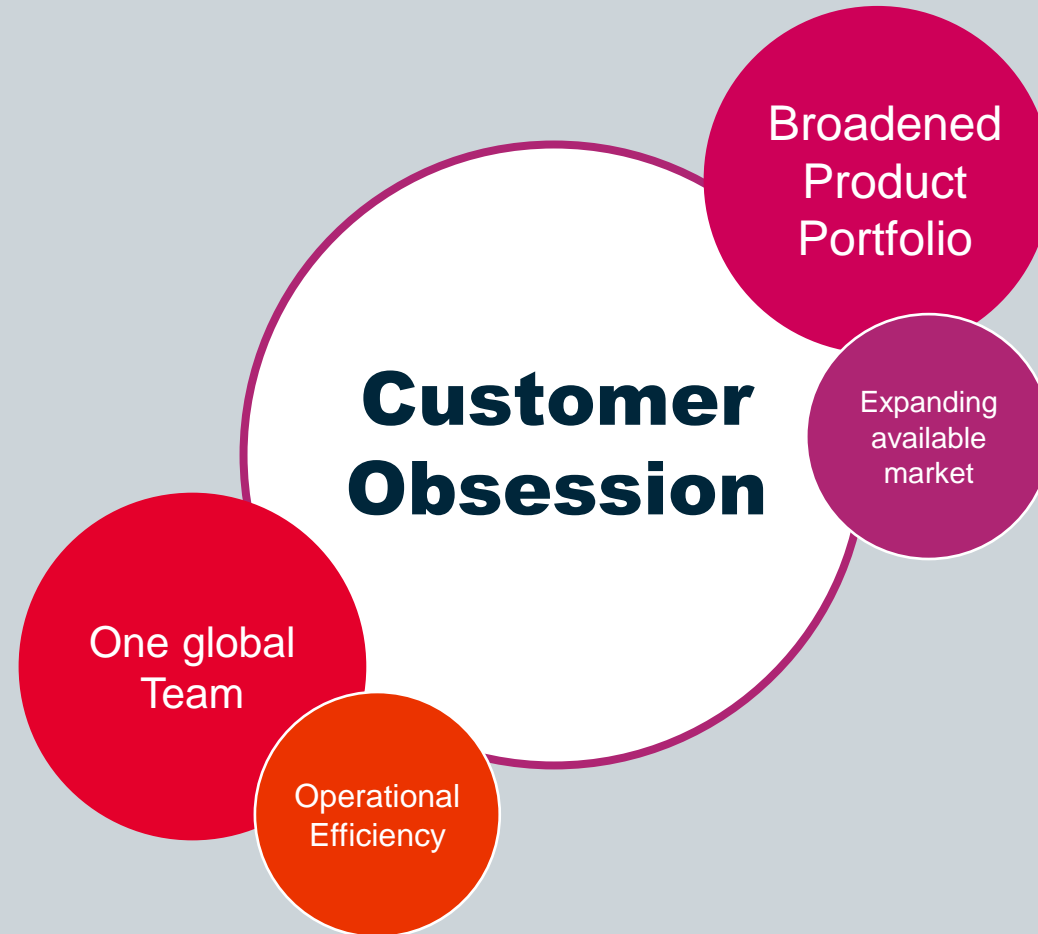 Broadened
Product
Portfolio
Expanding
available
market
Customer
Obsession
One global
Team
Operational
Efficiency